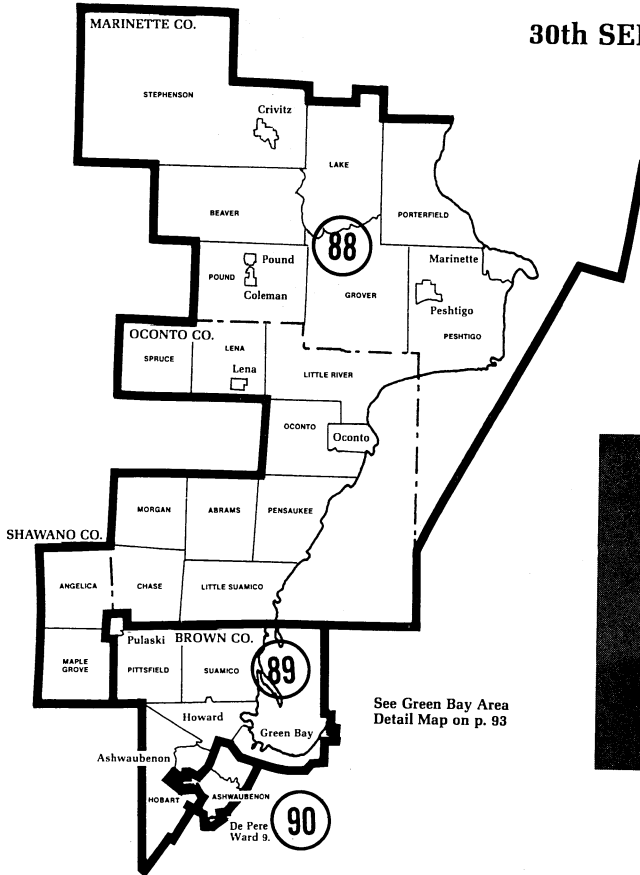 30th SE
MARINETTE CO.
STEPHENSON
Crivitz
LAKE
BEAVER
PORTERFIELD
88
Marinette
POUND
Pound
Coleman
GROVER
Peshtigo
PESHTIGO
OCONTO CO.
SPRUCE
LENA
Lena
LITTLE RIVER
OCONTO
Oconto
MORGAN
ABRAMS
PENSAUKEE
SHAWANO CO.
ANGELICA
CHASE
LITTLE SUAMICO
Pulaski
BROWN CO.
MAPLE
GROVE
PITTSFIELD
SUAMICO
89
Howard
Green Bay
See Green Bay Area
Detail Map on p. 93
Ashwaubenon
HOBART
ASHWAUBENON
De Pere
Ward 9.
90